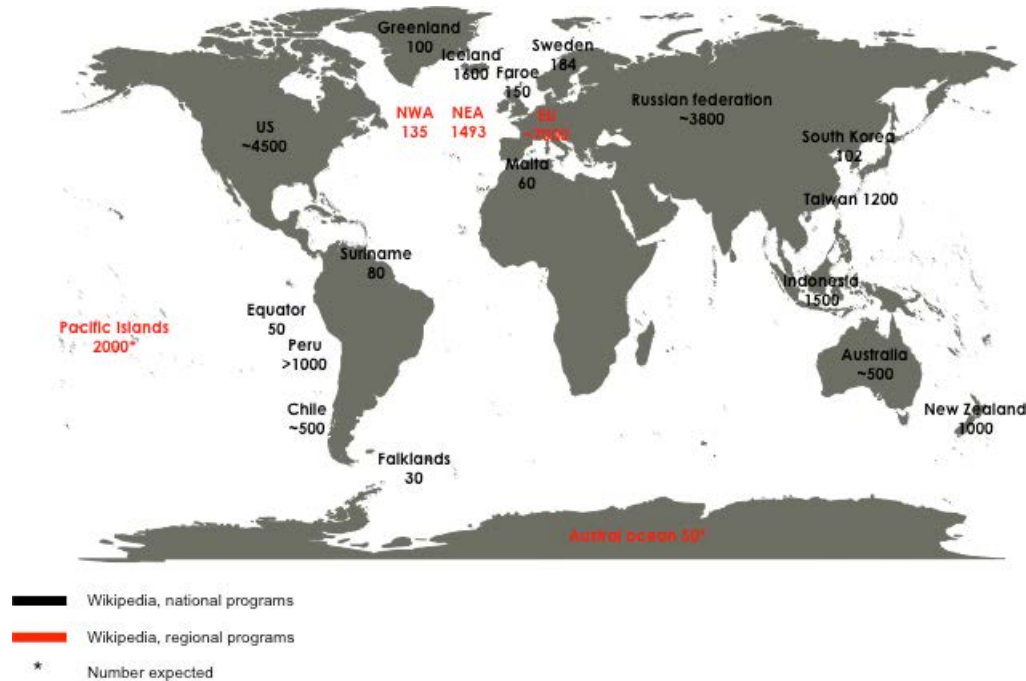 Greenland
100
Iceland
1600
Sweden
184
Faroe
150
NWA
135
NEA
1493
EU
Russian federation
~3800
US
~4500
South Korea
102
Malta
60
Taiwan 1200
Suriname
80
Indonesia
1500
Equator
50
Pacific Islands
2000*
Peru
>1000
Australia
~500
Chile
~500
New Zealand
1000
Falklands
30
Austral ocean 50*
Wikipedia, national programs
Wikipedia, regional programs
* Number expected